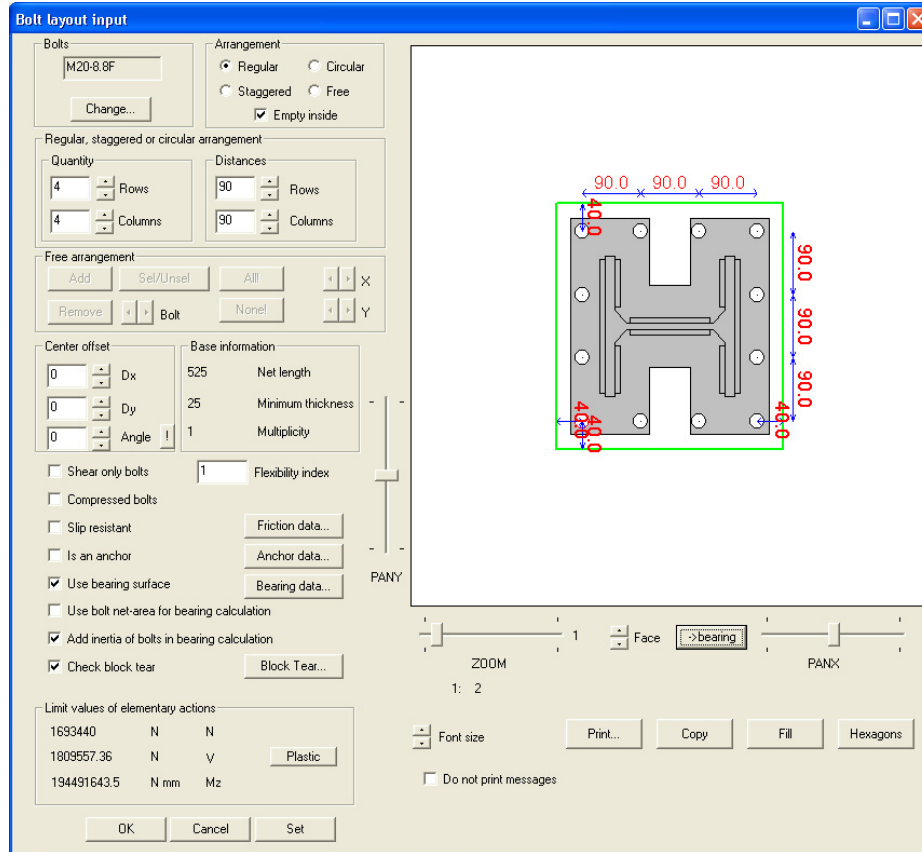 Bolt layout input
Bolts
M20-8.8F
Change...
Arrangement
Regular
Circular
Staggered
Free
Empty inside
Regular, staggered or circular arrangement
Quantity
4
Rows
4
Columns
Distances
90
Rows
90
Columns
Free arrangement
Add
Sel/Unsel
All!
X
Remove
Bolt
None!
Y
Center offset
0
Dx
0
Dy
0
Angle
!
Base information
525
Net length
25
Minimum thickness
1
Multiplicity
Shear only bolts
1
Flexibility index
Compressed bolts
Slip resistant
Friction data...
Is an anchor
Anchor data...
Use bearing surface
Bearing data...
Use bolt net-area for bearing calculation
Add inertia of bolts in bearing calculation
Check block tear
Block Tear...
PANY
Limit values of elementary actions
1693440 N N
1809557.36 N V
Plastic
194491643.5 N mm Mz
OK
Cancel
Set
90.0 90.0 90.0
40.0
90.0
90.0
90.0
40.0
40.0
40.0
ZOOM
1: 2
1
Face
->bearing
PANX
Font size
Print...
Copy
Fill
Hexagons
Do not print messages